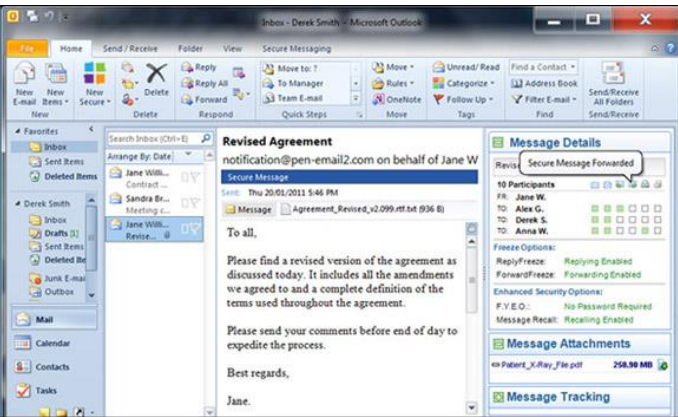 Inbox - Derek Smith - Microsoft Outlook
File Home Send / Receive Folder View Secure Messaging
New E-mail
New Items
New Secure
New
Delete
Delete
Reply
Reply All
Forward
Respond
Move to: ?
To Manager
Team E-mail
Quick Steps
Move
Rules
OneNote
Move
Unread/ Read
Categorize
Follow Up
Tags
Find a Contact
Address Book
Filter E-mail
Find
Send/Receive
All Folders
Send/Receive
Favorites
Inbox
Sent Items
Deleted Items
Derek Smith
Inbox
Drafts [1]
Sent Items
Deleted Ite
Junk E-mai
Outbox
Mail
Calendar
Contacts
Tasks
Search Inbox (Ctrl+E)
Arrange By: Date
Jane Willi...
Contract ...
Sandra Br...
Meeting c...
Jane Willi...
Revise...
Revised Agreement
notification@pen-email2.com on behalf of Jane W
Secure Message
Sent: Thu 20/01/2011 5:46 PM
Message Agreement_Revised_v2.099.rtf.txt (936 B)
To all,
Please find a revised version of the agreement as
discussed today. It includes all the amendments
we agreed to and a complete definition of the
terms used throughout the agreement.
Please send your comments before end of day to
expedite the process.
Best regards,
Jane.
Message Details
Revis
Secure Message Forwarded
10 Participants
FR: Jane W.
TO: Alex G.
TO: Derek S.
TO: Anna W.
Freeze Options:
ReplyFreeze: Replying Enabled
ForwardFreeze: Forwarding Enabled
Enhanced Security Options:
F.Y.E.O.: No Password Required
Message Recall: Recalling Enabled
Message Attachments
Patient_X-Ray_File.pdf 258.90 MB
Message Tracking